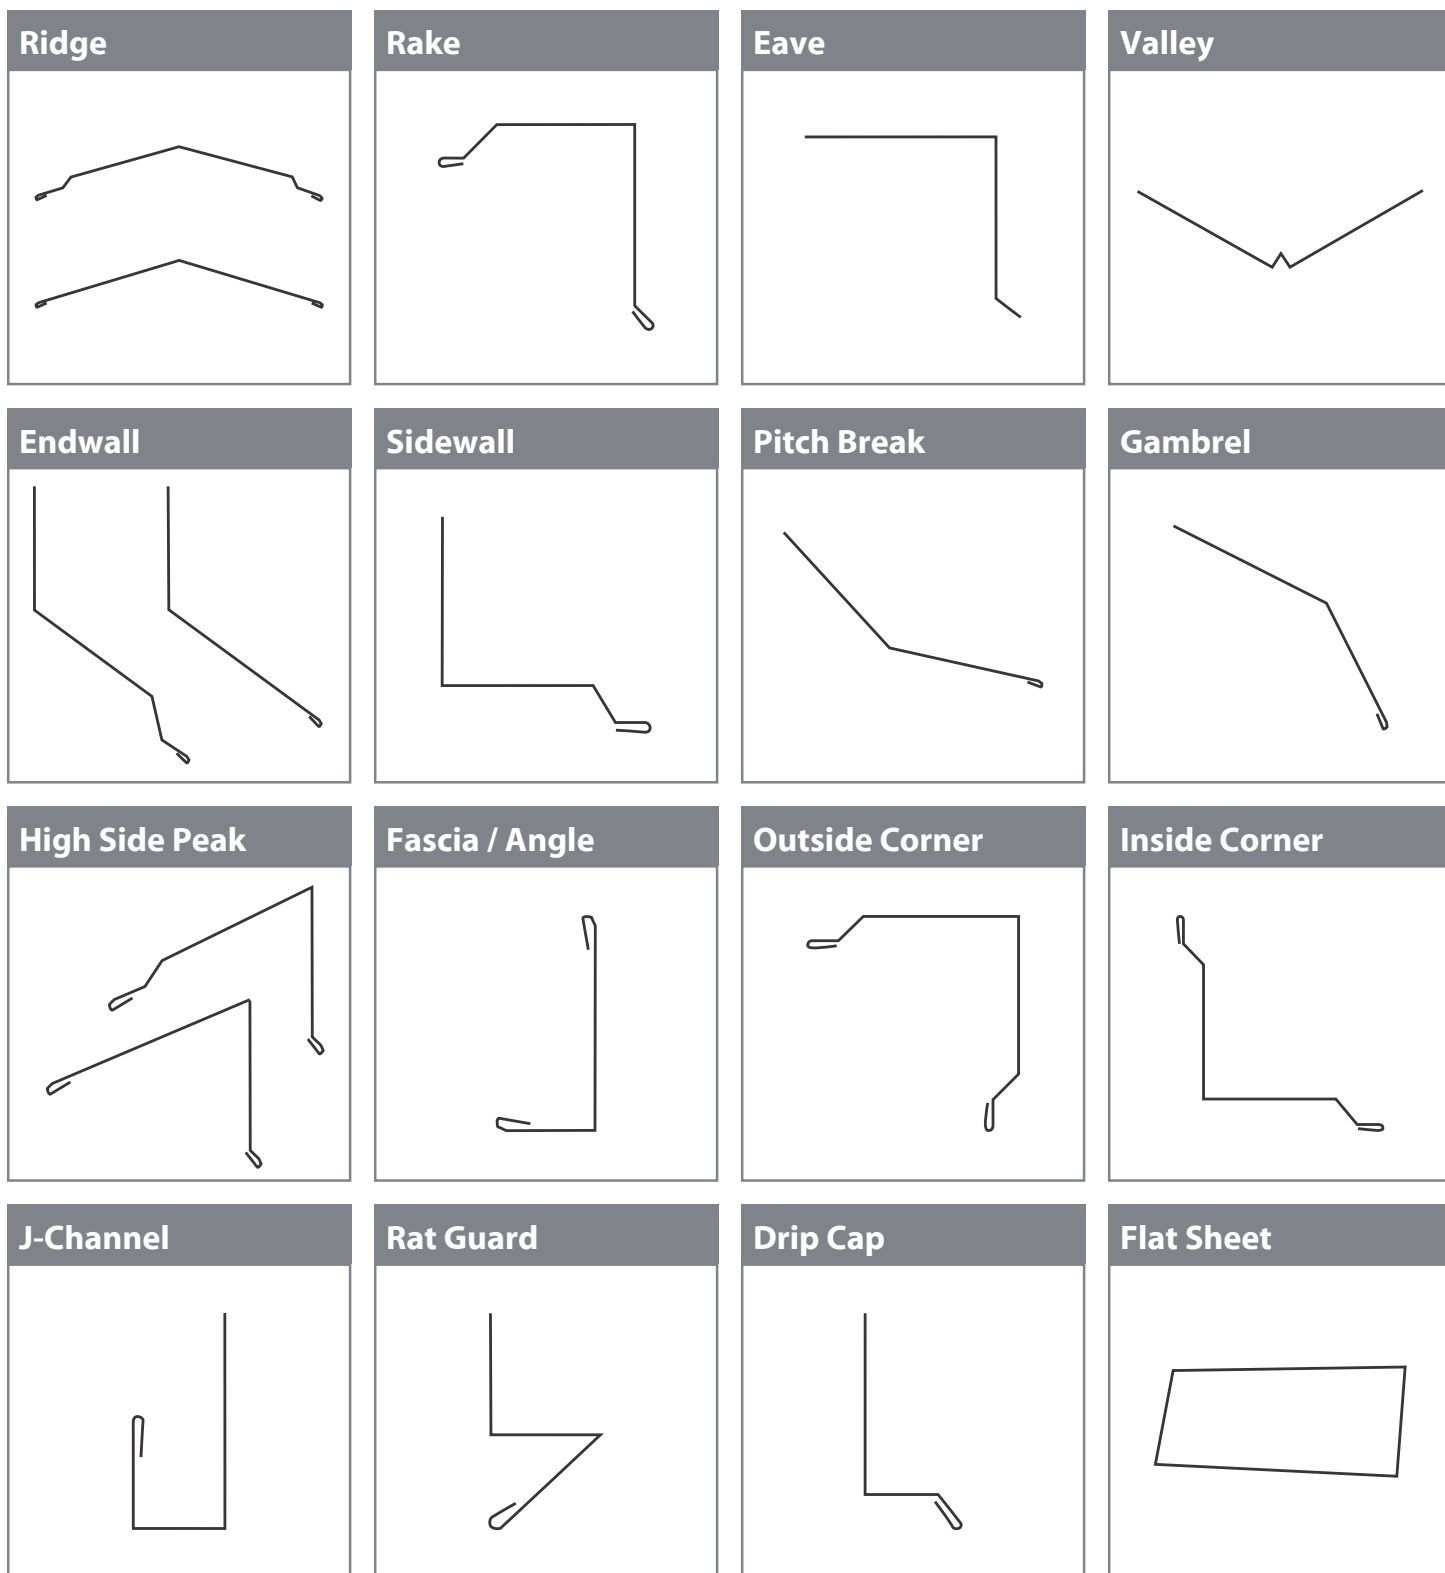 Ridge
Rake
Eave
Valley
Endwall
Sidewall
Pitch Break
Gambrel
High Side Peak
Fascia / Angle
Outside Corner
Inside Corner
J-Channel
Rat Guard
Drip Cap
Flat Sheet